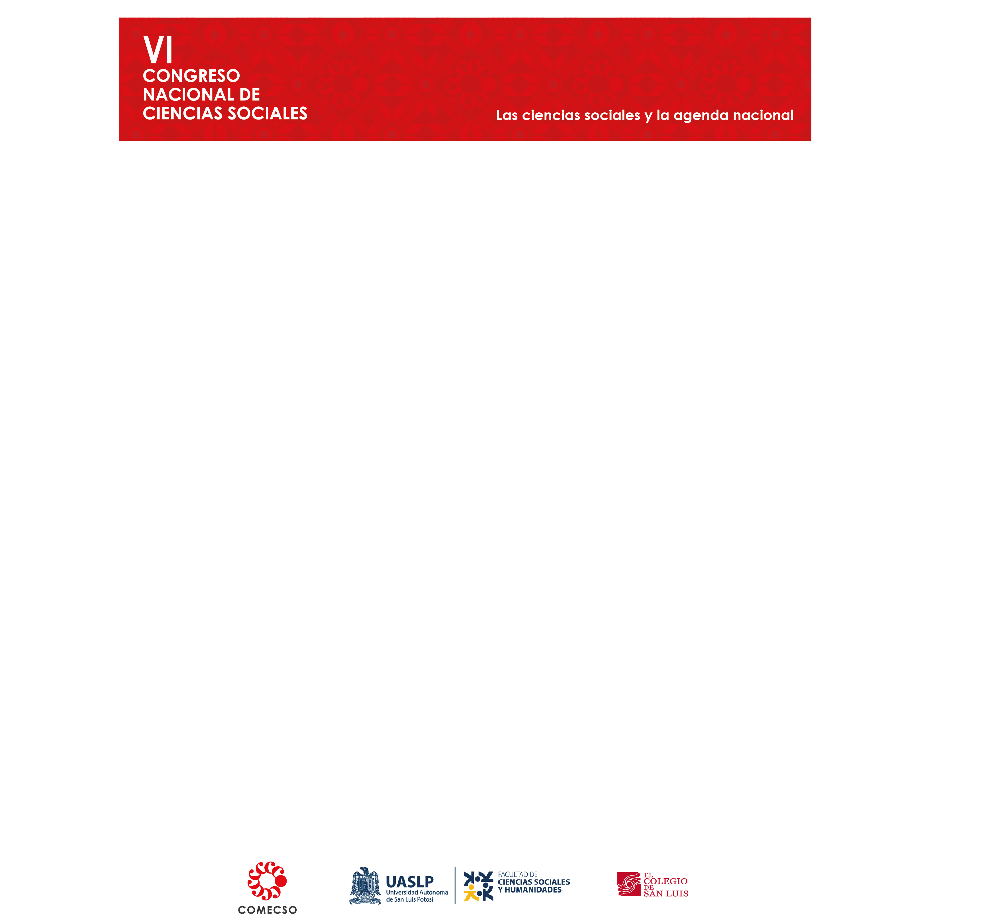 VI
CONGRESO
NACIONAL DE
CIENCIAS SOCIALES
Las ciencias sociales y la agenda nacional
COMECSO
UASLP
Universidad Autónoma
de San Luis Potosí
FACULTAD DE
CIENCIAS SOCIALES
Y HUMANIDADES
EL
COLEGIO
DE
SAN LUIS